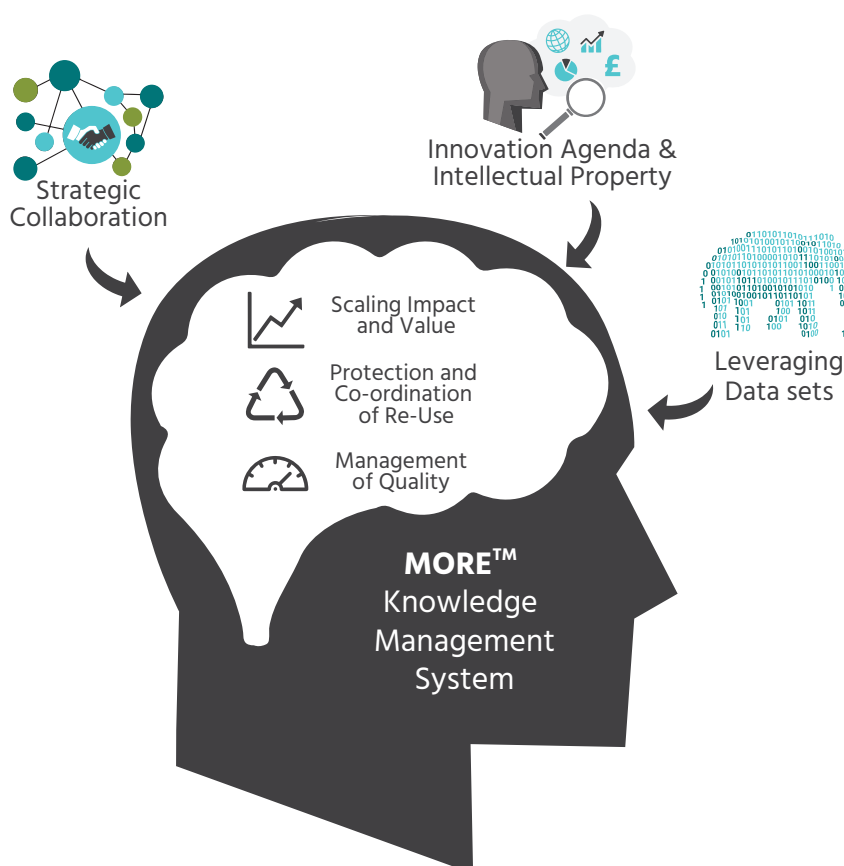 Strategic
Collaboration
£
Innovation Agenda &
Intellectual Property
Leveraging
Data sets
Scaling Impact
and Value
Protection and
Co-ordination
of Re-Use
Management
of Quality
MORE™
Knowledge
Management
System